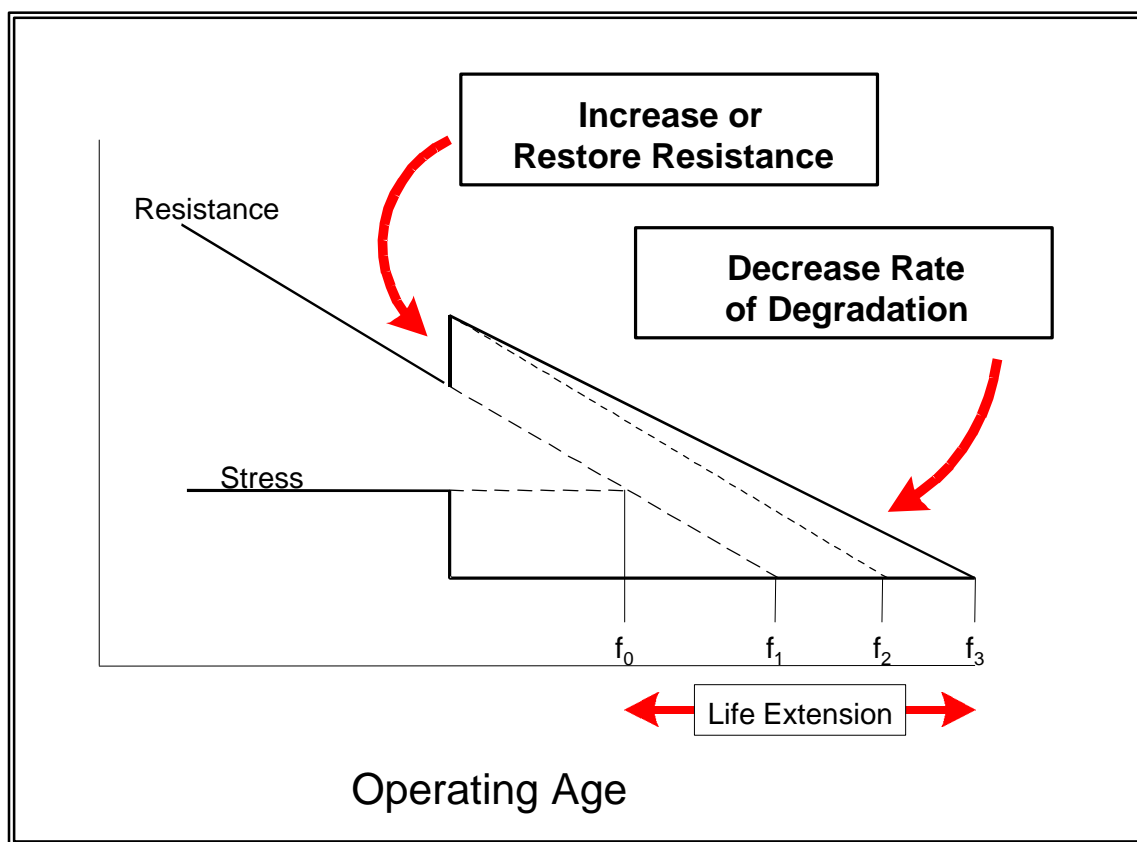 Increase or
Restore Resistance
Resistance
Decrease Rate
of Degradation
Stress
f₀ f₁ f₂ f₃
Life Extension
Operating Age